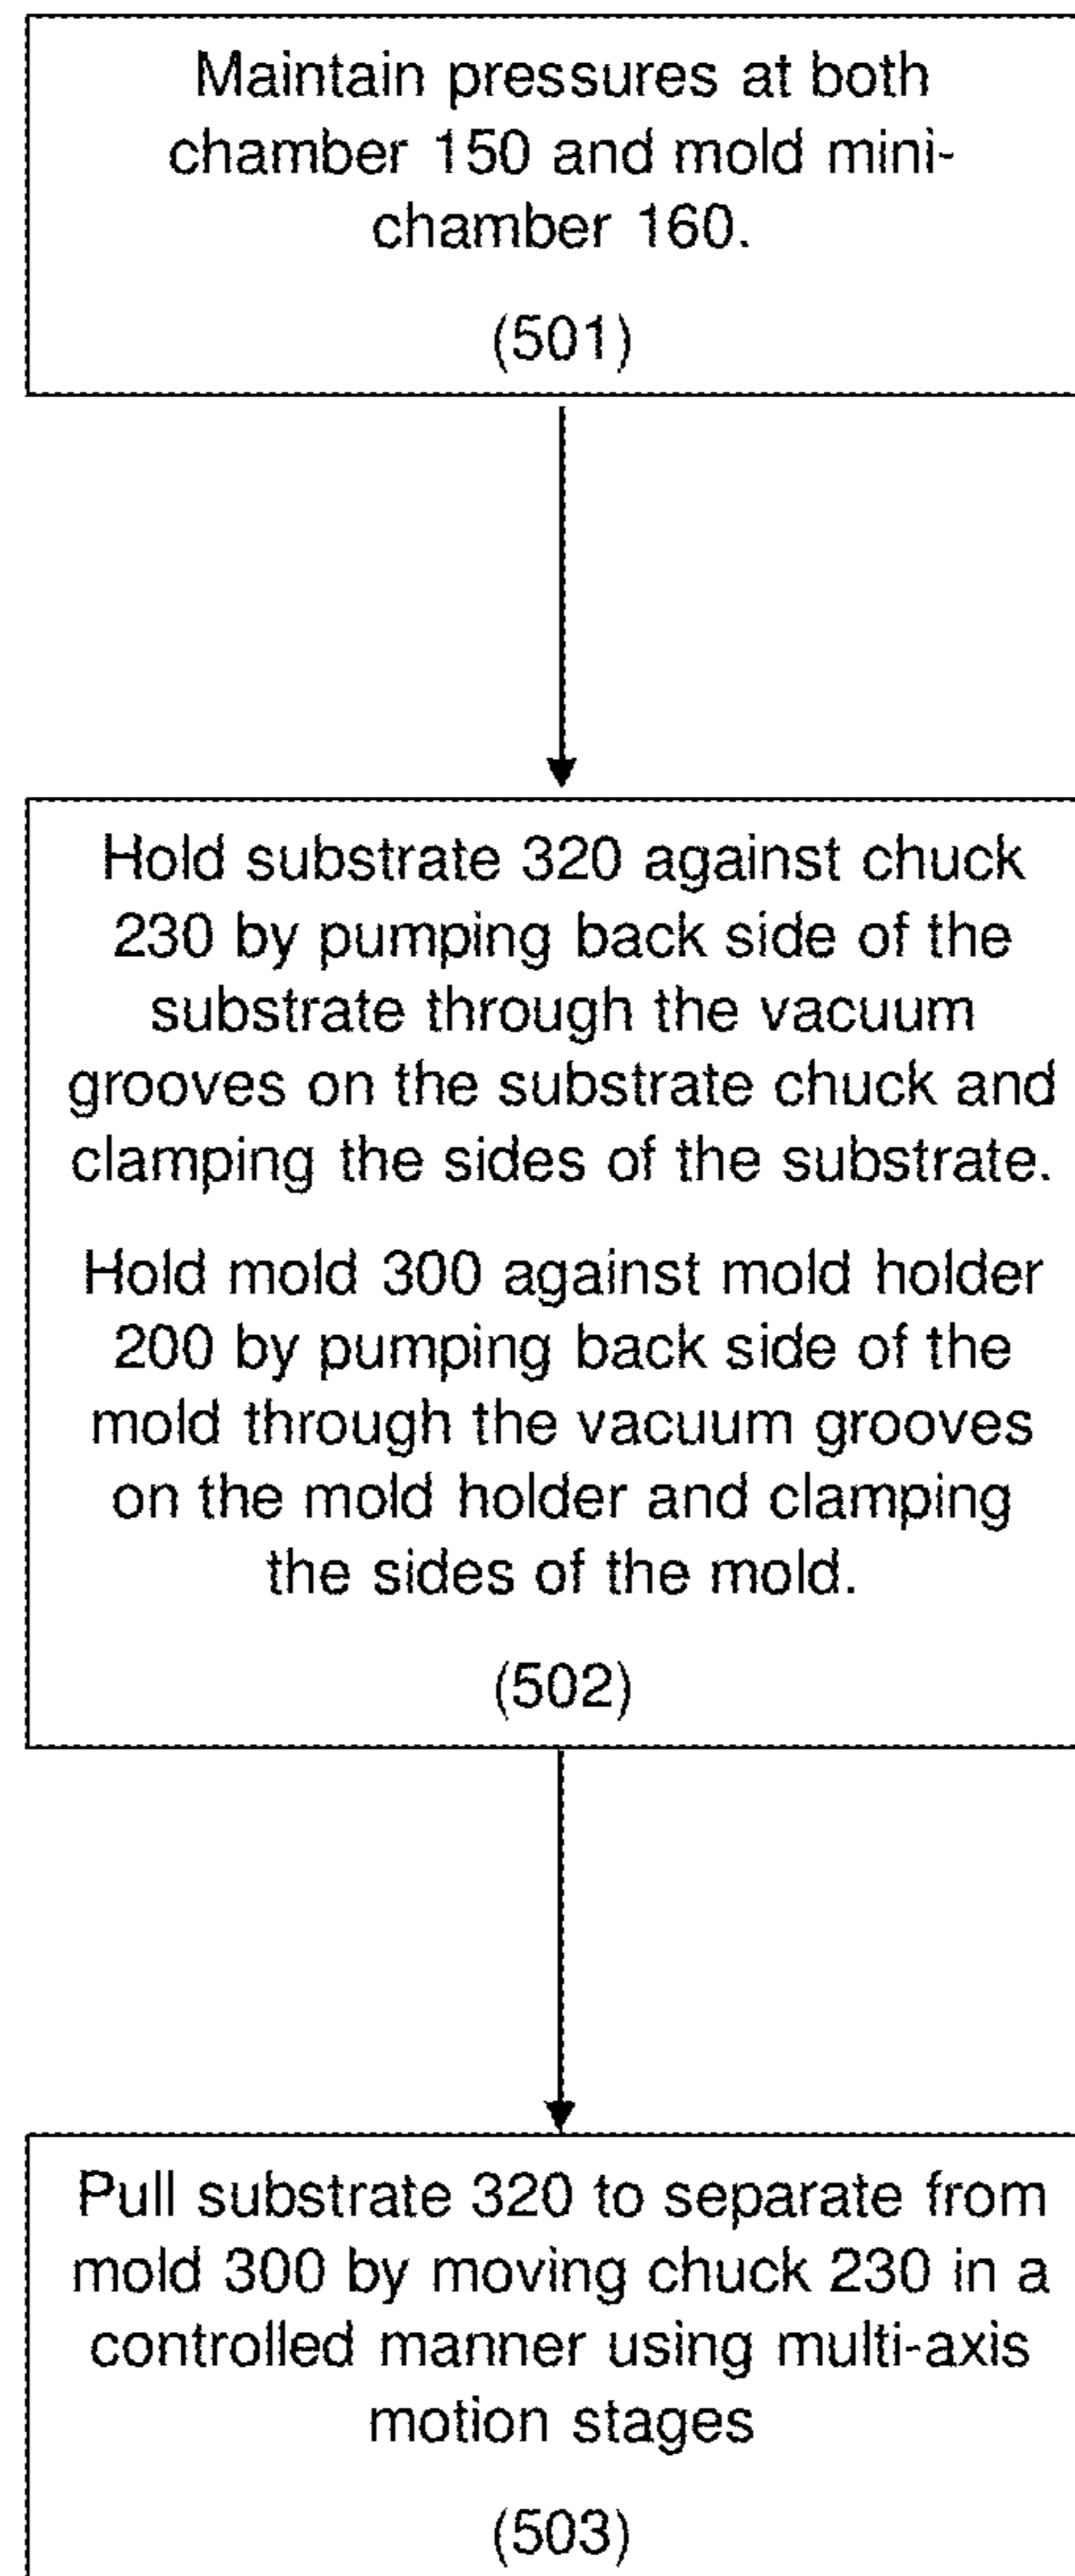 Maintain pressures at both
chamber 150 and mold mini-
chamber 160.
(501)
Hold substrate 320 against chuck
230 by pumping back side of the
substrate through the vacuum
grooves on the substrate chuck and
clamping the sides of the substrate.
Hold mold 300 against mold holder
200 by pumping back side of the
mold through the vacuum grooves
on the mold holder and clamping
the sides of the mold.
(502)
Pull substrate 320 to separate from
mold 300 by moving chuck 230 in a
controlled manner using multi-axis
motion stages
(503)